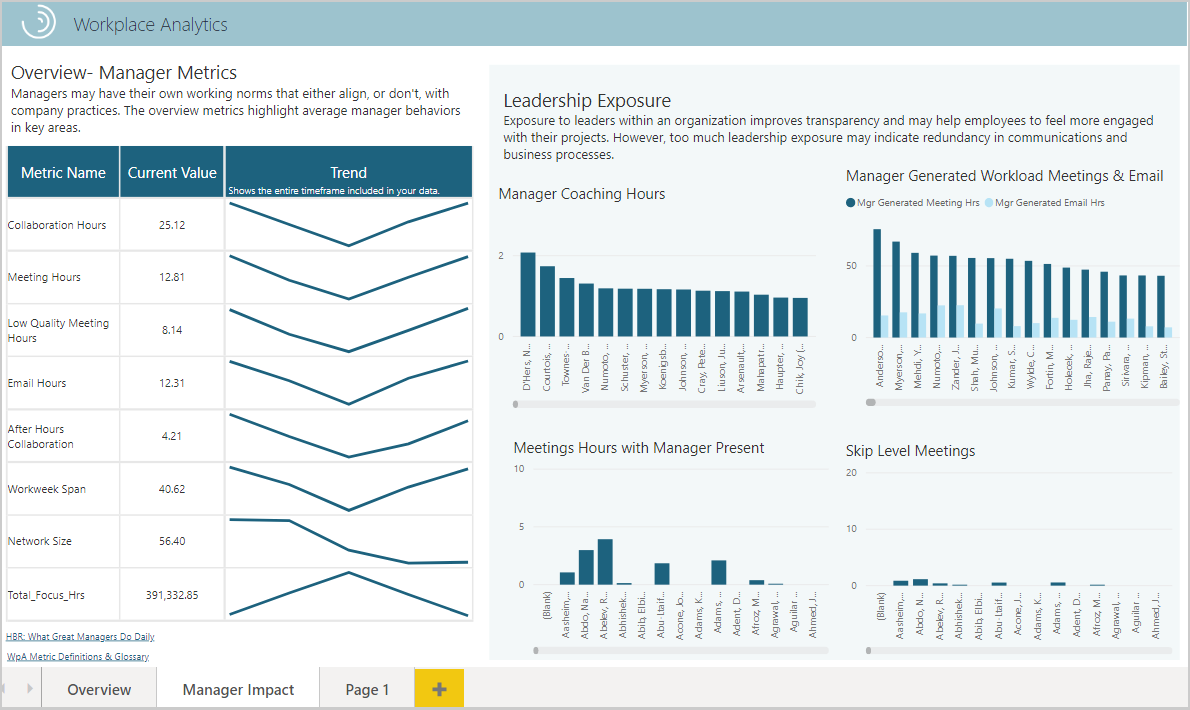 Workplace Analytics
Overview- Manager Metrics
Managers may have their own working norms that either align, or don't, with
company practices. The overview metrics highlight average manager behaviors
in key areas.
Metric Name
Current Value
Trend
Shows the entire timeframe included in your data.
Collaboration Hours
25.12
Meeting Hours
12.81
Low Quality Meeting
Hours
8.14
Email Hours
12.31
After Hours
Collaboration
4.21
Workweek Span
40.62
Network Size
56.40
Total_Focus_Hrs
391,332.85
HBR: What Great Managers Do Daily
WpA Metric Definitions & Glossary
Leadership Exposure
Exposure to leaders within an organization improves transparency and may help employees to feel more engaged
with their projects. However, too much leadership exposure may indicate redundancy in communications and
business processes.
Manager Coaching Hours
2
0
D'Hers, N...
Courtois, ...
Townes- ...
Van Der B...
Numoto, ...
Schuster, ...
Myerson, ...
Koenigsb...
Johnson, ...
Cray, Pete...
Liuson, Ju...
Arsenault,...
Mahapatr...
Haupter, ...
Chik, Joy (...
Manager Generated Workload Meetings & Email
Mgr Generated Meeting Hrs
Mgr Generated Email Hrs
50
0
Anderso...
Myerson,...
Mehdi, Y...
Numoto,...
Zander, J...
Shah, Mu...
Johnson, ...
Kumar, S...
Wylde, C...
Fortin, M...
Holecek, ...
Jha, Raje...
Panay, Pa...
Sirivara, ...
Kipman, ...
Bailey, St...
Meetings Hours with Manager Present
10
5
0
(Blank)
Aasheim,...
Abdo, Na...
Abelev, R...
Abhishek...
Abib, Elbi...
Abu-Ltaif...
Acone, Jo...
Adams, K...
Adams, ...
Adent, D...
Afroz, M...
Agrawal, ...
Aguilar ...
Ahmed, J...
Skip Level Meetings
20
10
0
(Blank)
Aasheim,...
Abdo, N...
Abelev, R...
Abhishek...
Abib, Elbi...
Abu-Ltaif...
Acone, J...
Adams, K...
Adams, ...
Adent, D...
Afroz, M...
Agrawal, ...
Aguilar ...
Ahmed, J...
Overview
Manager Impact
Page 1